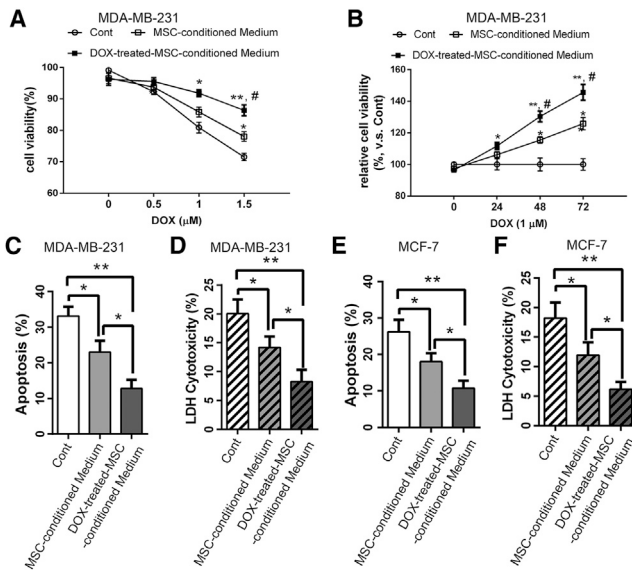 A
MDA-MB-231
Cont
MSC-conditioned Medium
DOX-treated-MSC-conditioned Medium
cell viability(%)
110
100
90
80
70
60
*
**, #
*
0
0.5
1
1.5
DOX (μM)
B
MDA-MB-231
Cont
MSC-conditioned Medium
DOX-treated-MSC-conditioned Medium
relative cell viability
(%, v.s. Cont)
160
140
120
100
80
*
**, #
*
**, #
*
*
0
24
48
72
DOX (1 μM)
C
MDA-MB-231
Apoptosis (%)
40
30
20
10
0
**
*
*
Cont
MSC-conditioned Medium
DOX-treated-MSC
-conditioned Medium
D
MDA-MB-231
LDH Cytotoxicity (%)
25
20
15
10
5
0
**
*
*
Cont
MSC-conditioned Medium
DOX-treated-MSC
-conditioned Medium
E
MCF-7
Apoptosis (%)
40
30
20
10
0
**
*
*
Cont
MSC-conditioned Medium
DOX-treated-MSC
-conditioned Medium
F
MCF-7
LDH Cytotoxicity (%)
25
20
15
10
5
0
**
*
*
Cont
MSC-conditioned Medium
DOX-treated-MSC
-conditioned Medium